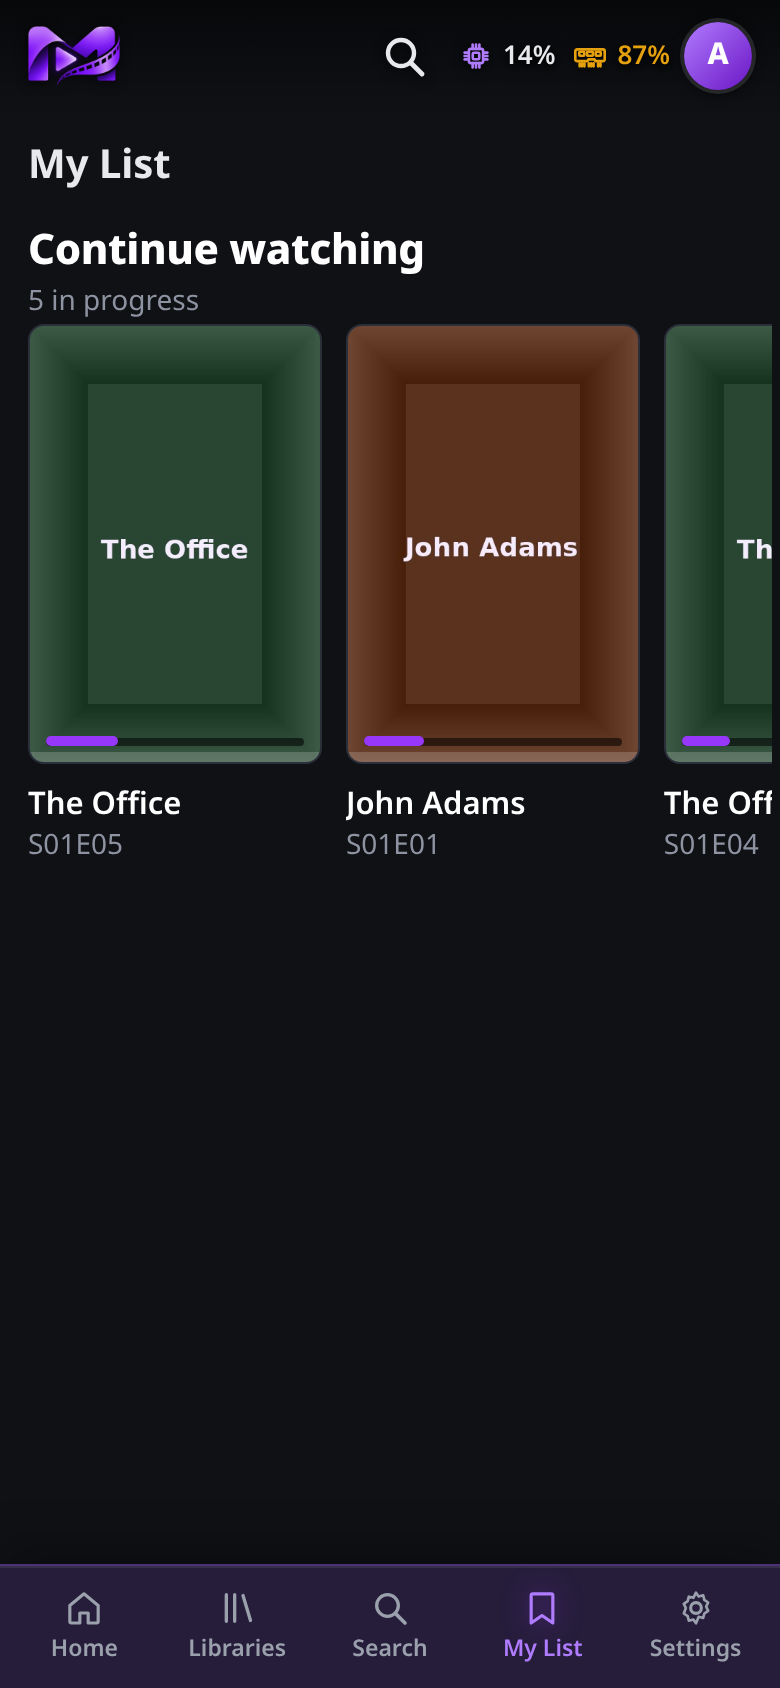 14% 87% A
My List
Continue watching
5 in progress
The Office
John Adams
Th
The Office
John Adams
The Off
S01E05
S01E01
S01E04
Home
Libraries
Search
My List
Settings